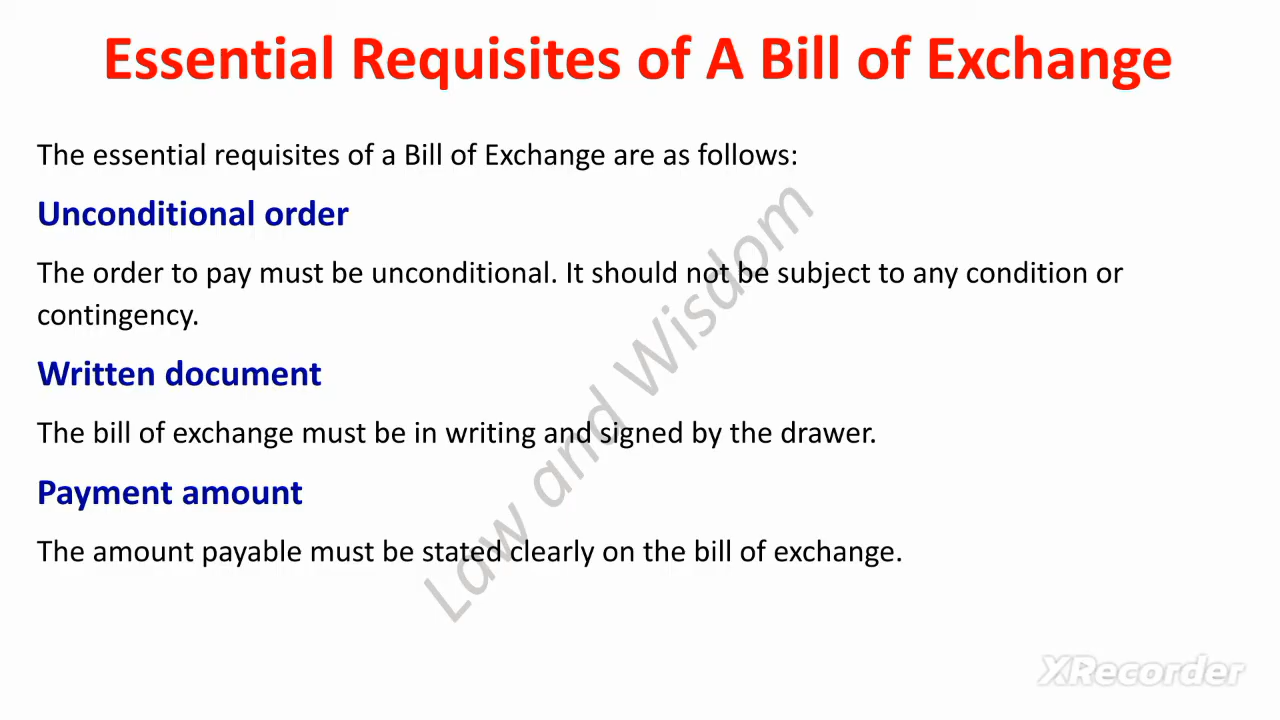 Essential Requisites of A Bill of Exchange
The essential requisites of a Bill of Exchange are as follows:
Unconditional order
The order to pay must be unconditional. It should not be subject to any condition or
contingency.
Written document
The bill of exchange must be in writing and signed by the drawer.
Payment amount
The amount payable must be stated clearly on the bill of exchange.
Law and Wisdom
XRecorder